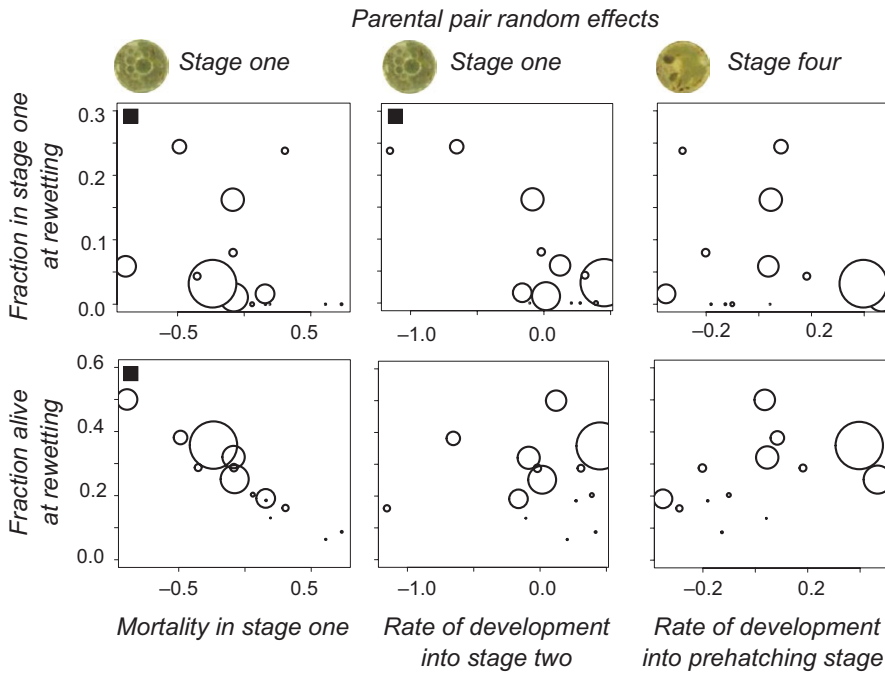 Parental pair random effects
Stage one
Stage one
Stage four
Fraction in stage one
at rewetting
0.3
0.2
0.1
0.0
–0.5
0.5
–1.0
0.0
–0.2
0.2
Fraction alive
at rewetting
0.6
0.4
0.2
0.0
–0.5
0.5
–1.0
0.0
–0.2
0.2
Mortality in stage one
Rate of development
into stage two
Rate of development
into prehatching stage